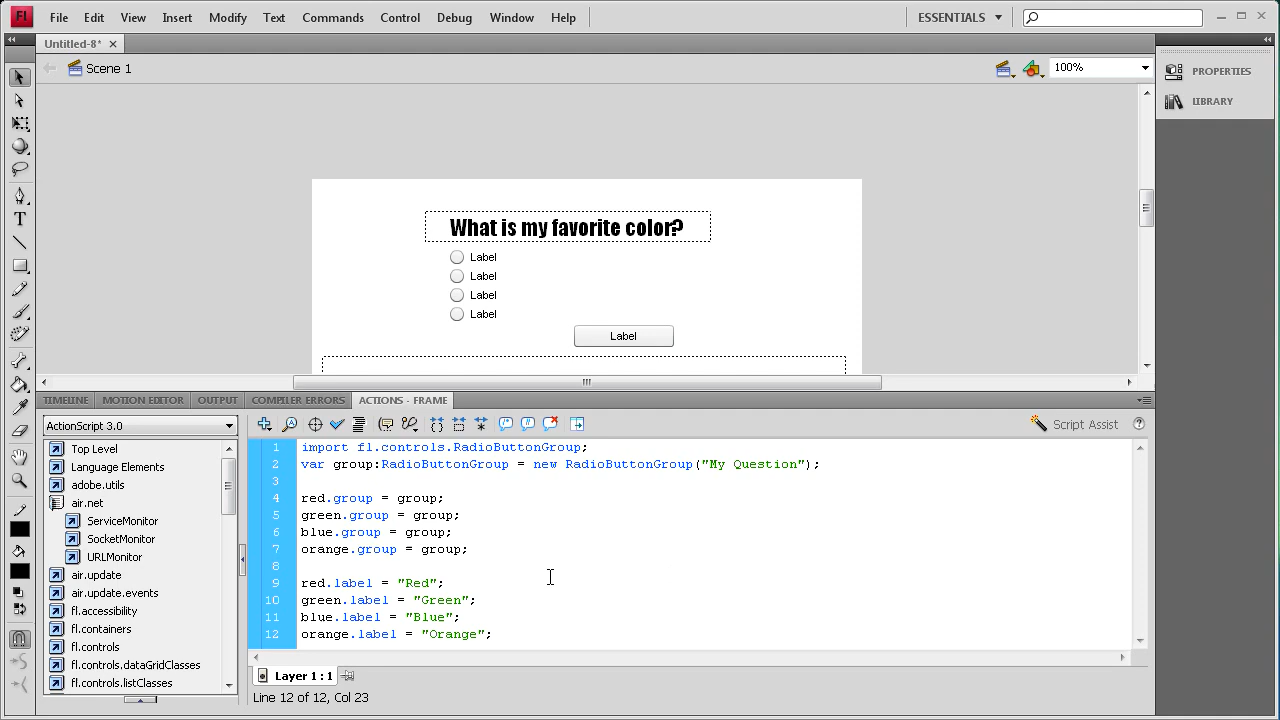 Fl File Edit View Insert Modify Text Commands Control Debug Window Help ESSENTIALS
Untitled-8*
Scene 1 100%
PROPERTIES
LIBRARY
What is my favorite color?
Label
Label
Label
Label
Label
TIMELINE MOTION EDITOR OUTPUT COMPILER ERRORS ACTIONS - FRAME
ActionScript 3.0
Script Assist
Top Level
Language Elements
adobe.utils
air.net
ServiceMonitor
SocketMonitor
URLMonitor
air.update
air.update.events
fl.accessibility
fl.containers
fl.controls
fl.controls.dataGridClasses
fl.controls.listClasses
1 import fl.controls.RadioButtonGroup;
2 var group:RadioButtonGroup = new RadioButtonGroup("My Question");
3
4 red.group = group;
5 green.group = group;
6 blue.group = group;
7 orange.group = group;
8
9 red.label = "Red";
10 green.label = "Green";
11 blue.label = "Blue";
12 orange.label = "Orange";
Layer 1 : 1
Line 12 of 12, Col 23